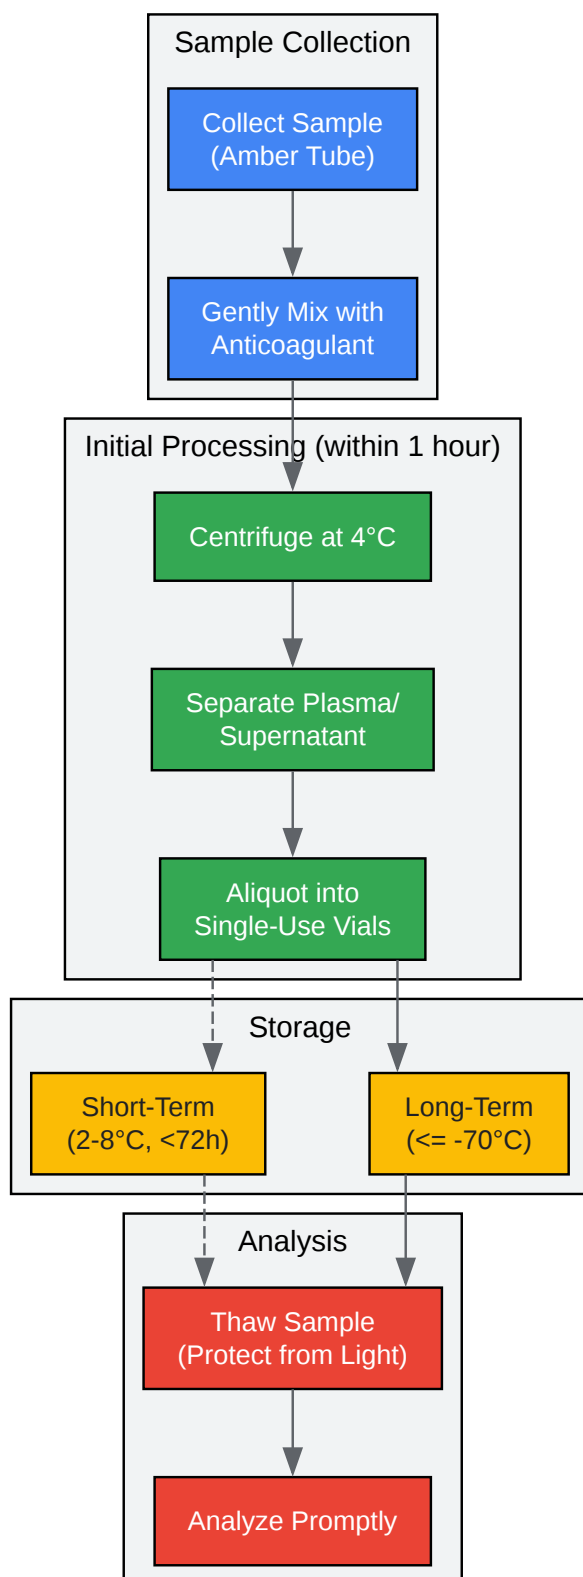 Sample Collection
Collect Sample
(Amber Tube)
Gently Mix with
Anticoagulant
Initial Processing (within 1 hour)
Centrifuge at 4°C
Separate Plasma/
Supernatant
Aliquot into
Single-Use Vials
Storage
Short-Term
(2-8°C, <72h)
Long-Term
(<= -70°C)
Analysis
Thaw Sample
(Protect from Light)
Analyze Promptly